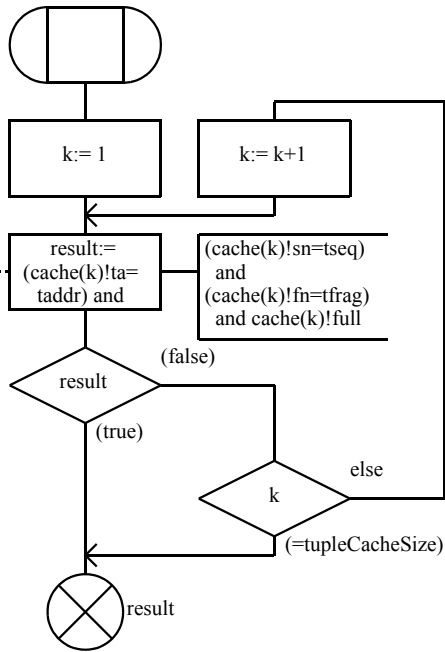 k:= 1
k:= k+1
result:=
(cache(k)!ta=
taddr) and
(cache(k)!sn=tseq)
and
(cache(k)!fn=tfrag)
and cache(k)!full
(false)
result
(true)
else
k
(=tupleCacheSize)
result